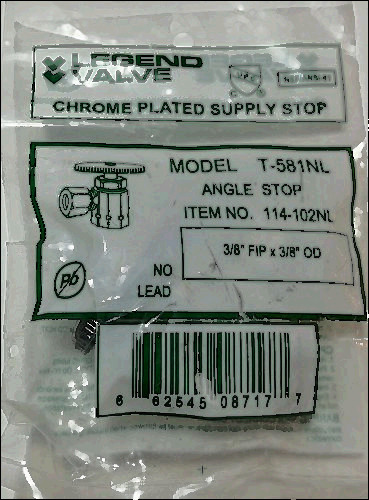 LEGEND
VALVE
CHROME PLATED SUPPLY STOP
MODEL T-581NL
ANGLE STOP
ITEM NO. 114-102NL
3/8" FIP x 3/8" OD
Pb
NO
LEAD
6 62545 08717 7